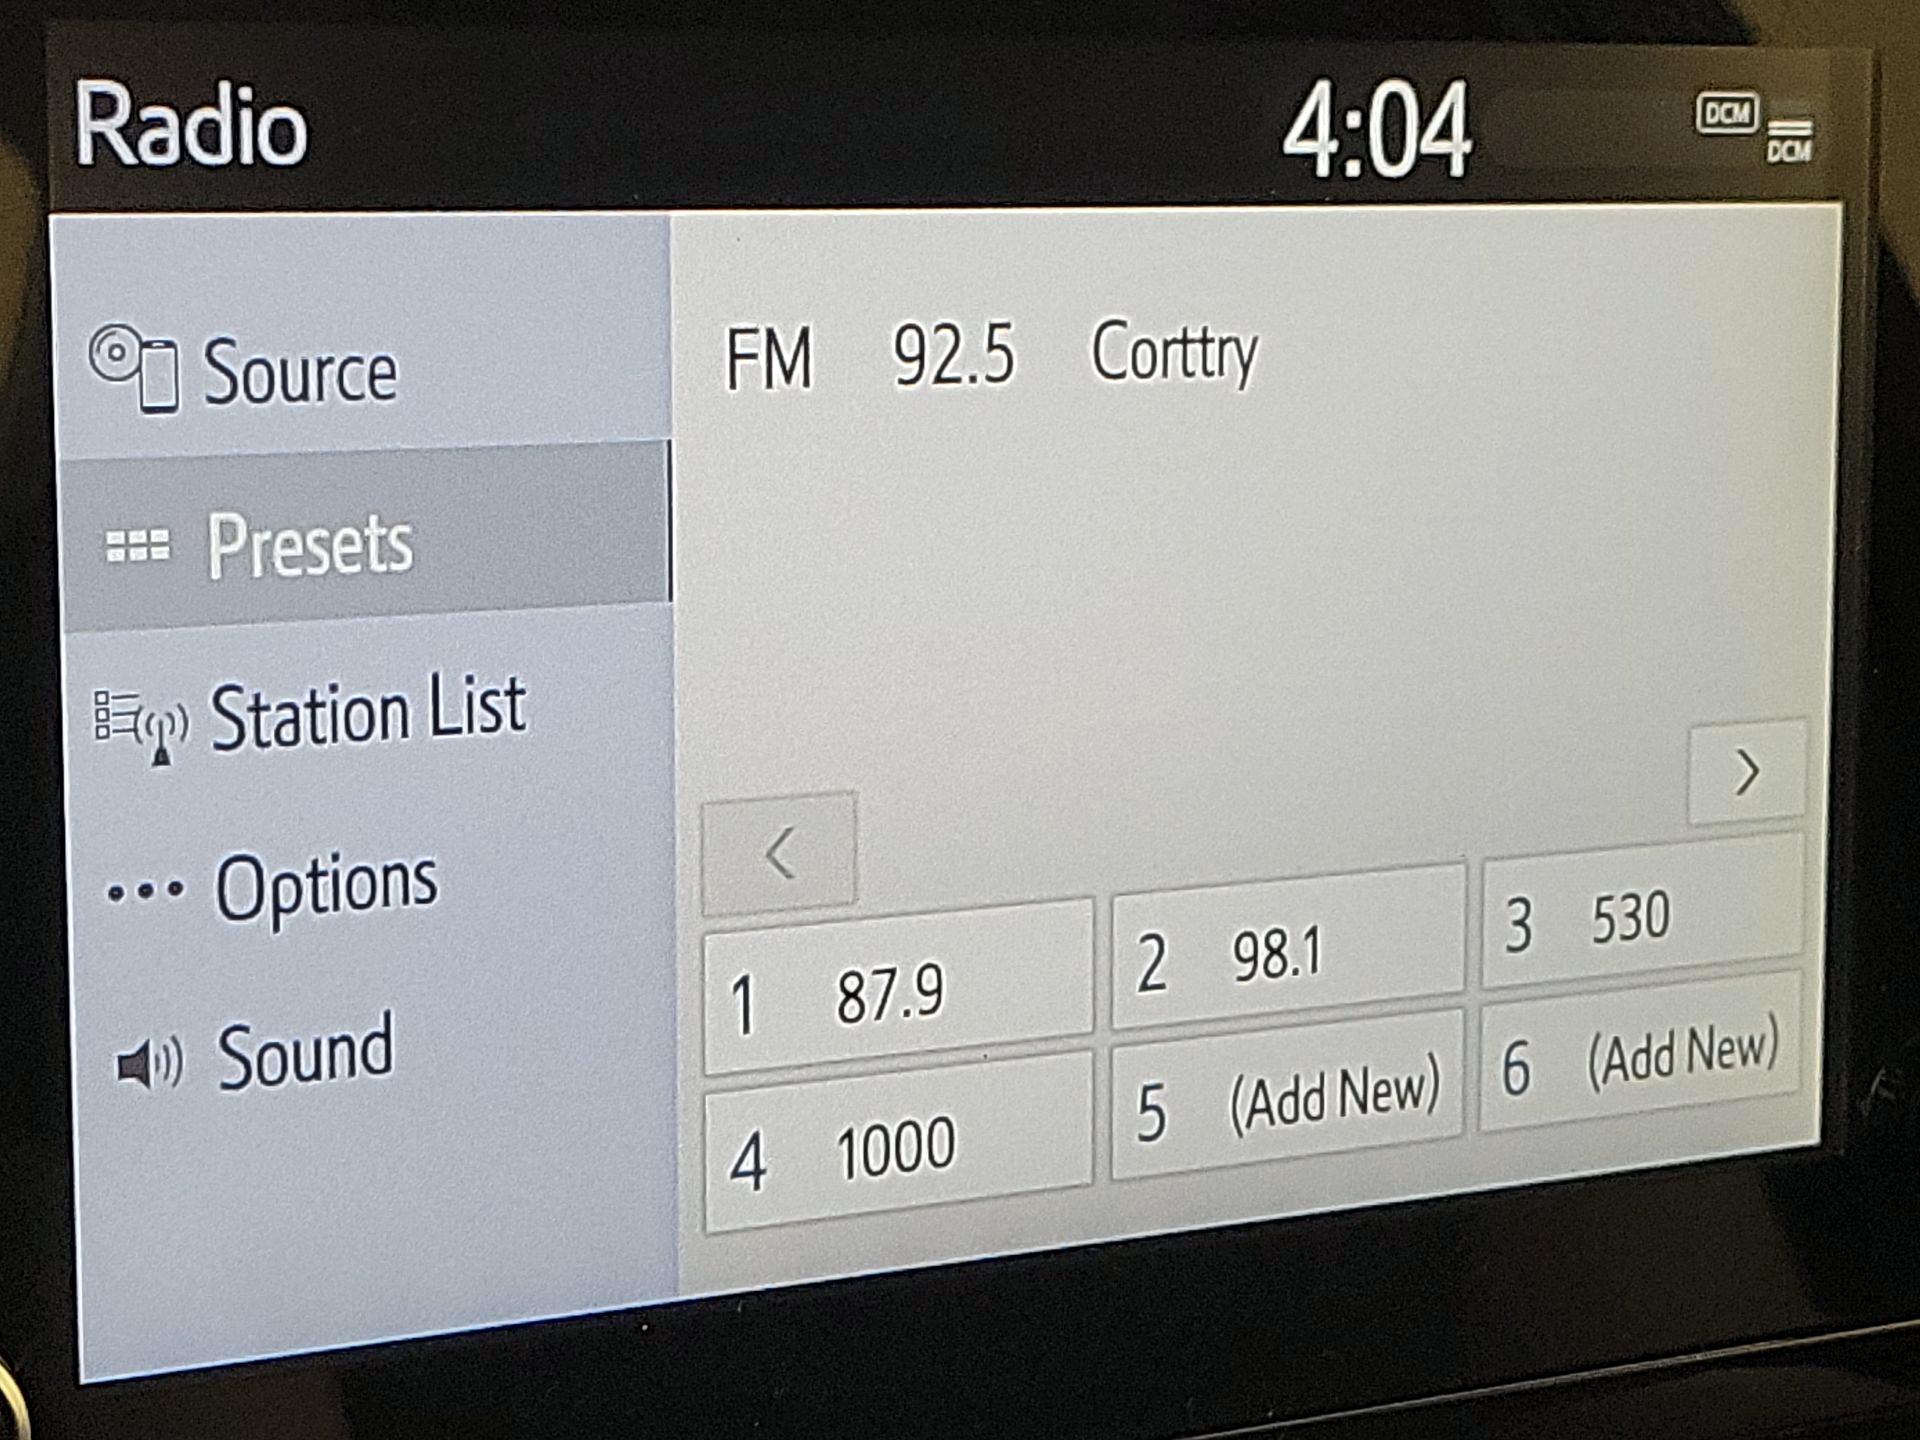 Radio 4:04 DCM DCM
Source
FM 92.5 Corttry
Presets
Station List
Options
Sound
<
>
1 87.9
2 98.1
3 530
4 1000
5 (Add New)
6 (Add New)